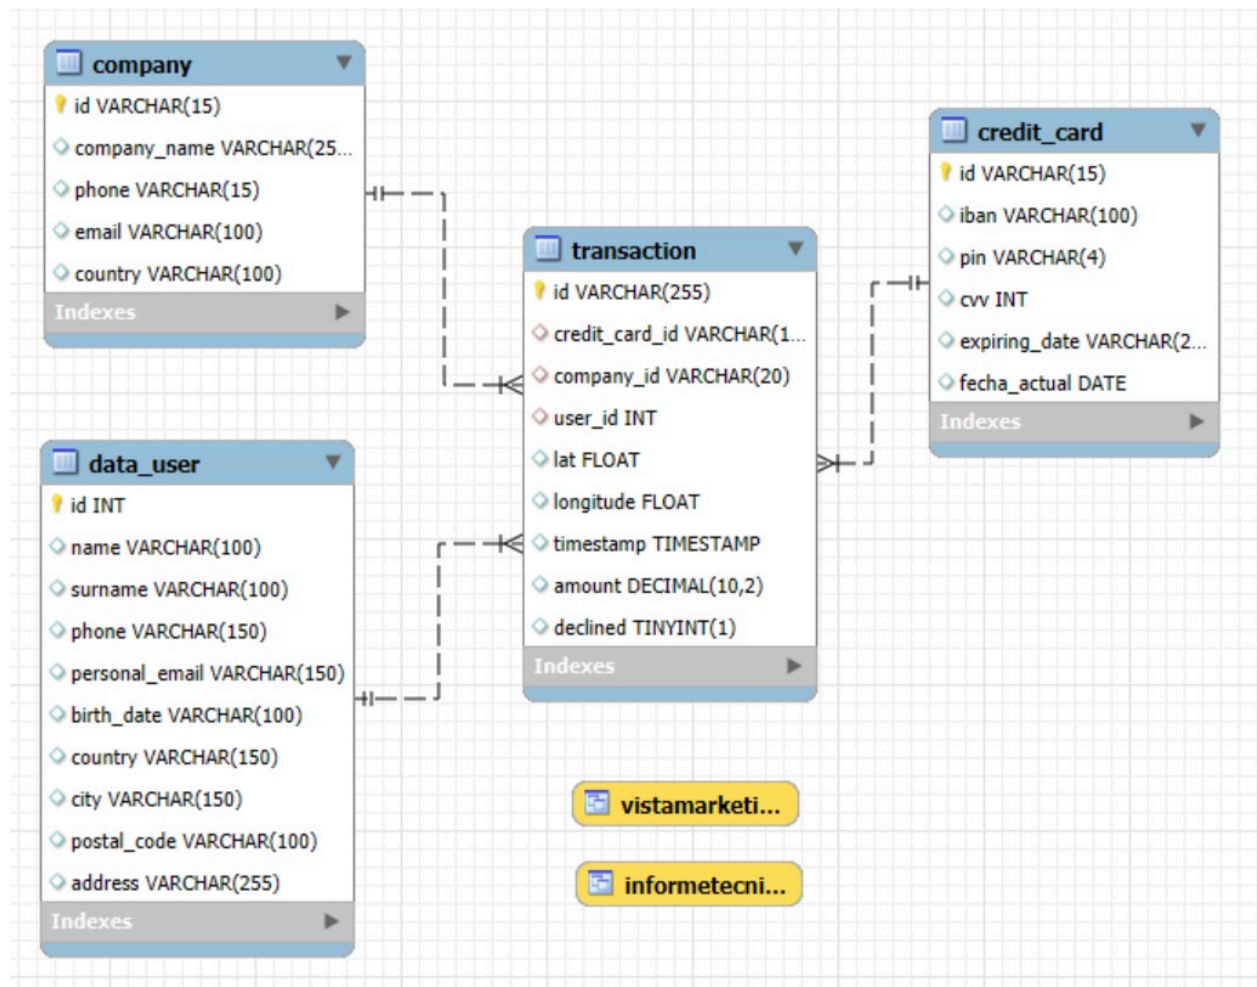 company
id VARCHAR(15)
company_name VARCHAR(25...
phone VARCHAR(15)
email VARCHAR(100)
country VARCHAR(100)
Indexes
credit_card
id VARCHAR(15)
iban VARCHAR(100)
pin VARCHAR(4)
cvv INT
expiring_date VARCHAR(2...
fecha_actual DATE
Indexes
transaction
id VARCHAR(255)
credit_card_id VARCHAR(1...
company_id VARCHAR(20)
user_id INT
lat FLOAT
longitude FLOAT
timestamp TIMESTAMP
amount DECIMAL(10,2)
declined TINYINT(1)
Indexes
data_user
id INT
name VARCHAR(100)
surname VARCHAR(100)
phone VARCHAR(150)
personal_email VARCHAR(150)
birth_date VARCHAR(100)
country VARCHAR(150)
city VARCHAR(150)
postal_code VARCHAR(100)
address VARCHAR(255)
Indexes
vistamarketi...
informetecni...